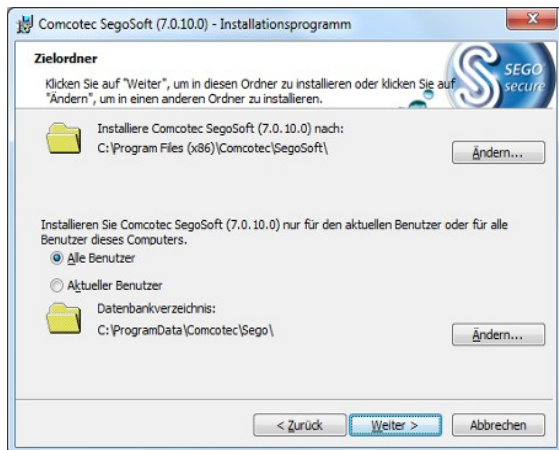 Comcotec SegoSoft (7.0.10.0) - Installationsprogramm
Zielordner
Klicken Sie auf "Weiter", um in diesen Ordner zu installieren oder klicken Sie auf
"Ändern", um in einen anderen Ordner zu installieren.
SEGO
secure
Installiere Comcotec SegoSoft (7.0.10.0) nach:
C:\Program Files (x86)\Comcotec\SegoSoft\
Ändern...
Installieren Sie Comcotec SegoSoft (7.0.10.0) nur für den aktuellen Benutzer oder für alle
Benutzer dieses Computers.
Alle Benutzer
Aktueller Benutzer
Datenbankverzeichnis:
C:\ProgramData\Comcotec\Sego\
Ändern...
< Zurück
Weiter >
Abbrechen